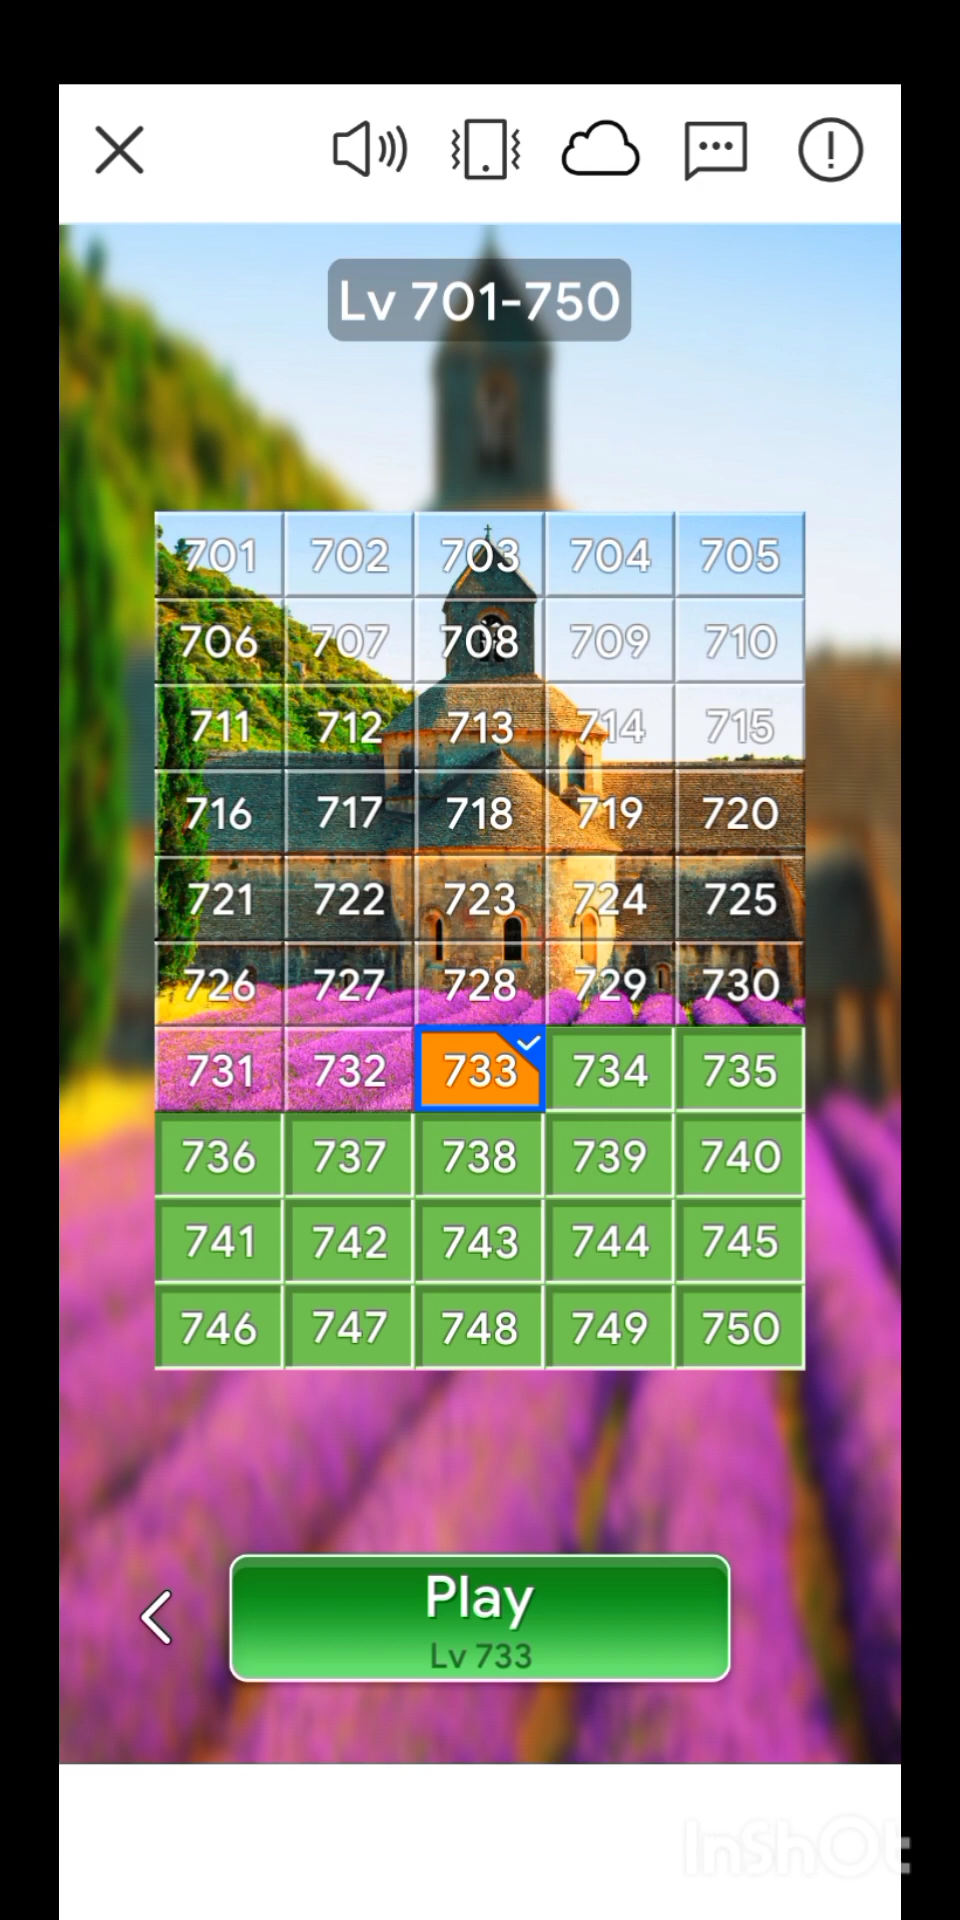 Lv 701-750
701 702 703 704 705
706 707 708 709 710
711 712 713 714 715
716 717 718 719 720
721 722 723 724 725
726 727 728 729 730
731 732 733 734 735
736 737 738 739 740
741 742 743 744 745
746 747 748 749 750
Play
Lv 733
InShOt